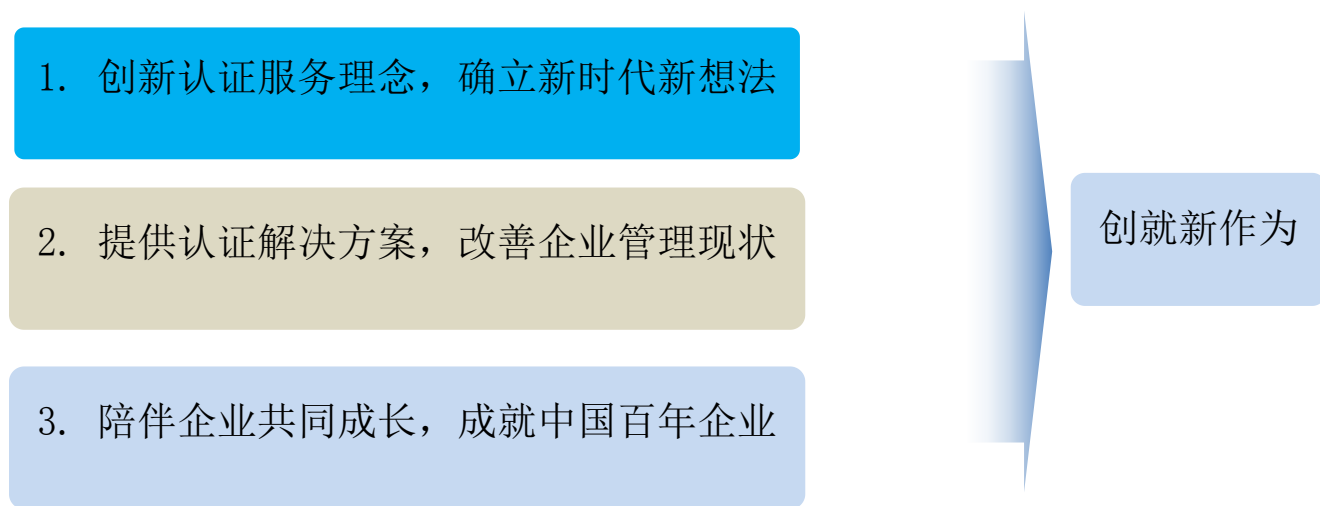 1. 创新认证服务理念，确立新时代新想法
2. 提供认证解决方案，改善企业管理现状
创就新作为
3. 陪伴企业共同成长，成就中国百年企业